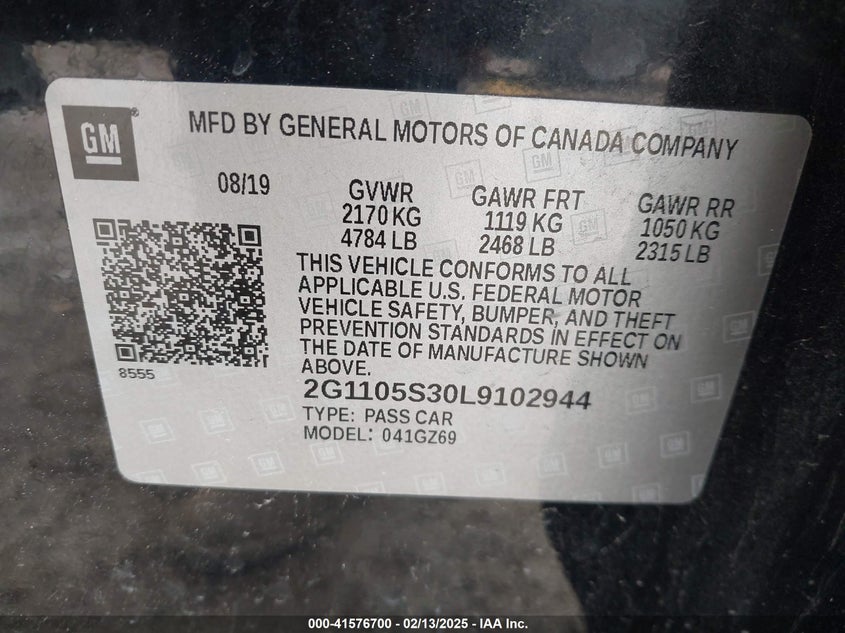 GM
MFD BY GENERAL MOTORS OF CANADA COMPANY
08/19
GVWR
2170 KG
4784 LB
GAWR FRT
1119 KG
2468 LB
GAWR RR
1050 KG
2315 LB
THIS VEHICLE CONFORMS TO ALL
APPLICABLE U.S. FEDERAL MOTOR
VEHICLE SAFETY, BUMPER, AND THEFT
PREVENTION STANDARDS IN EFFECT ON
THE DATE OF MANUFACTURE SHOWN
ABOVE.
8555
2G1105S30L9102944
TYPE: PASS CAR
MODEL: 041GZ69
000-41576700 - 02/13/2025 - IAA Inc.